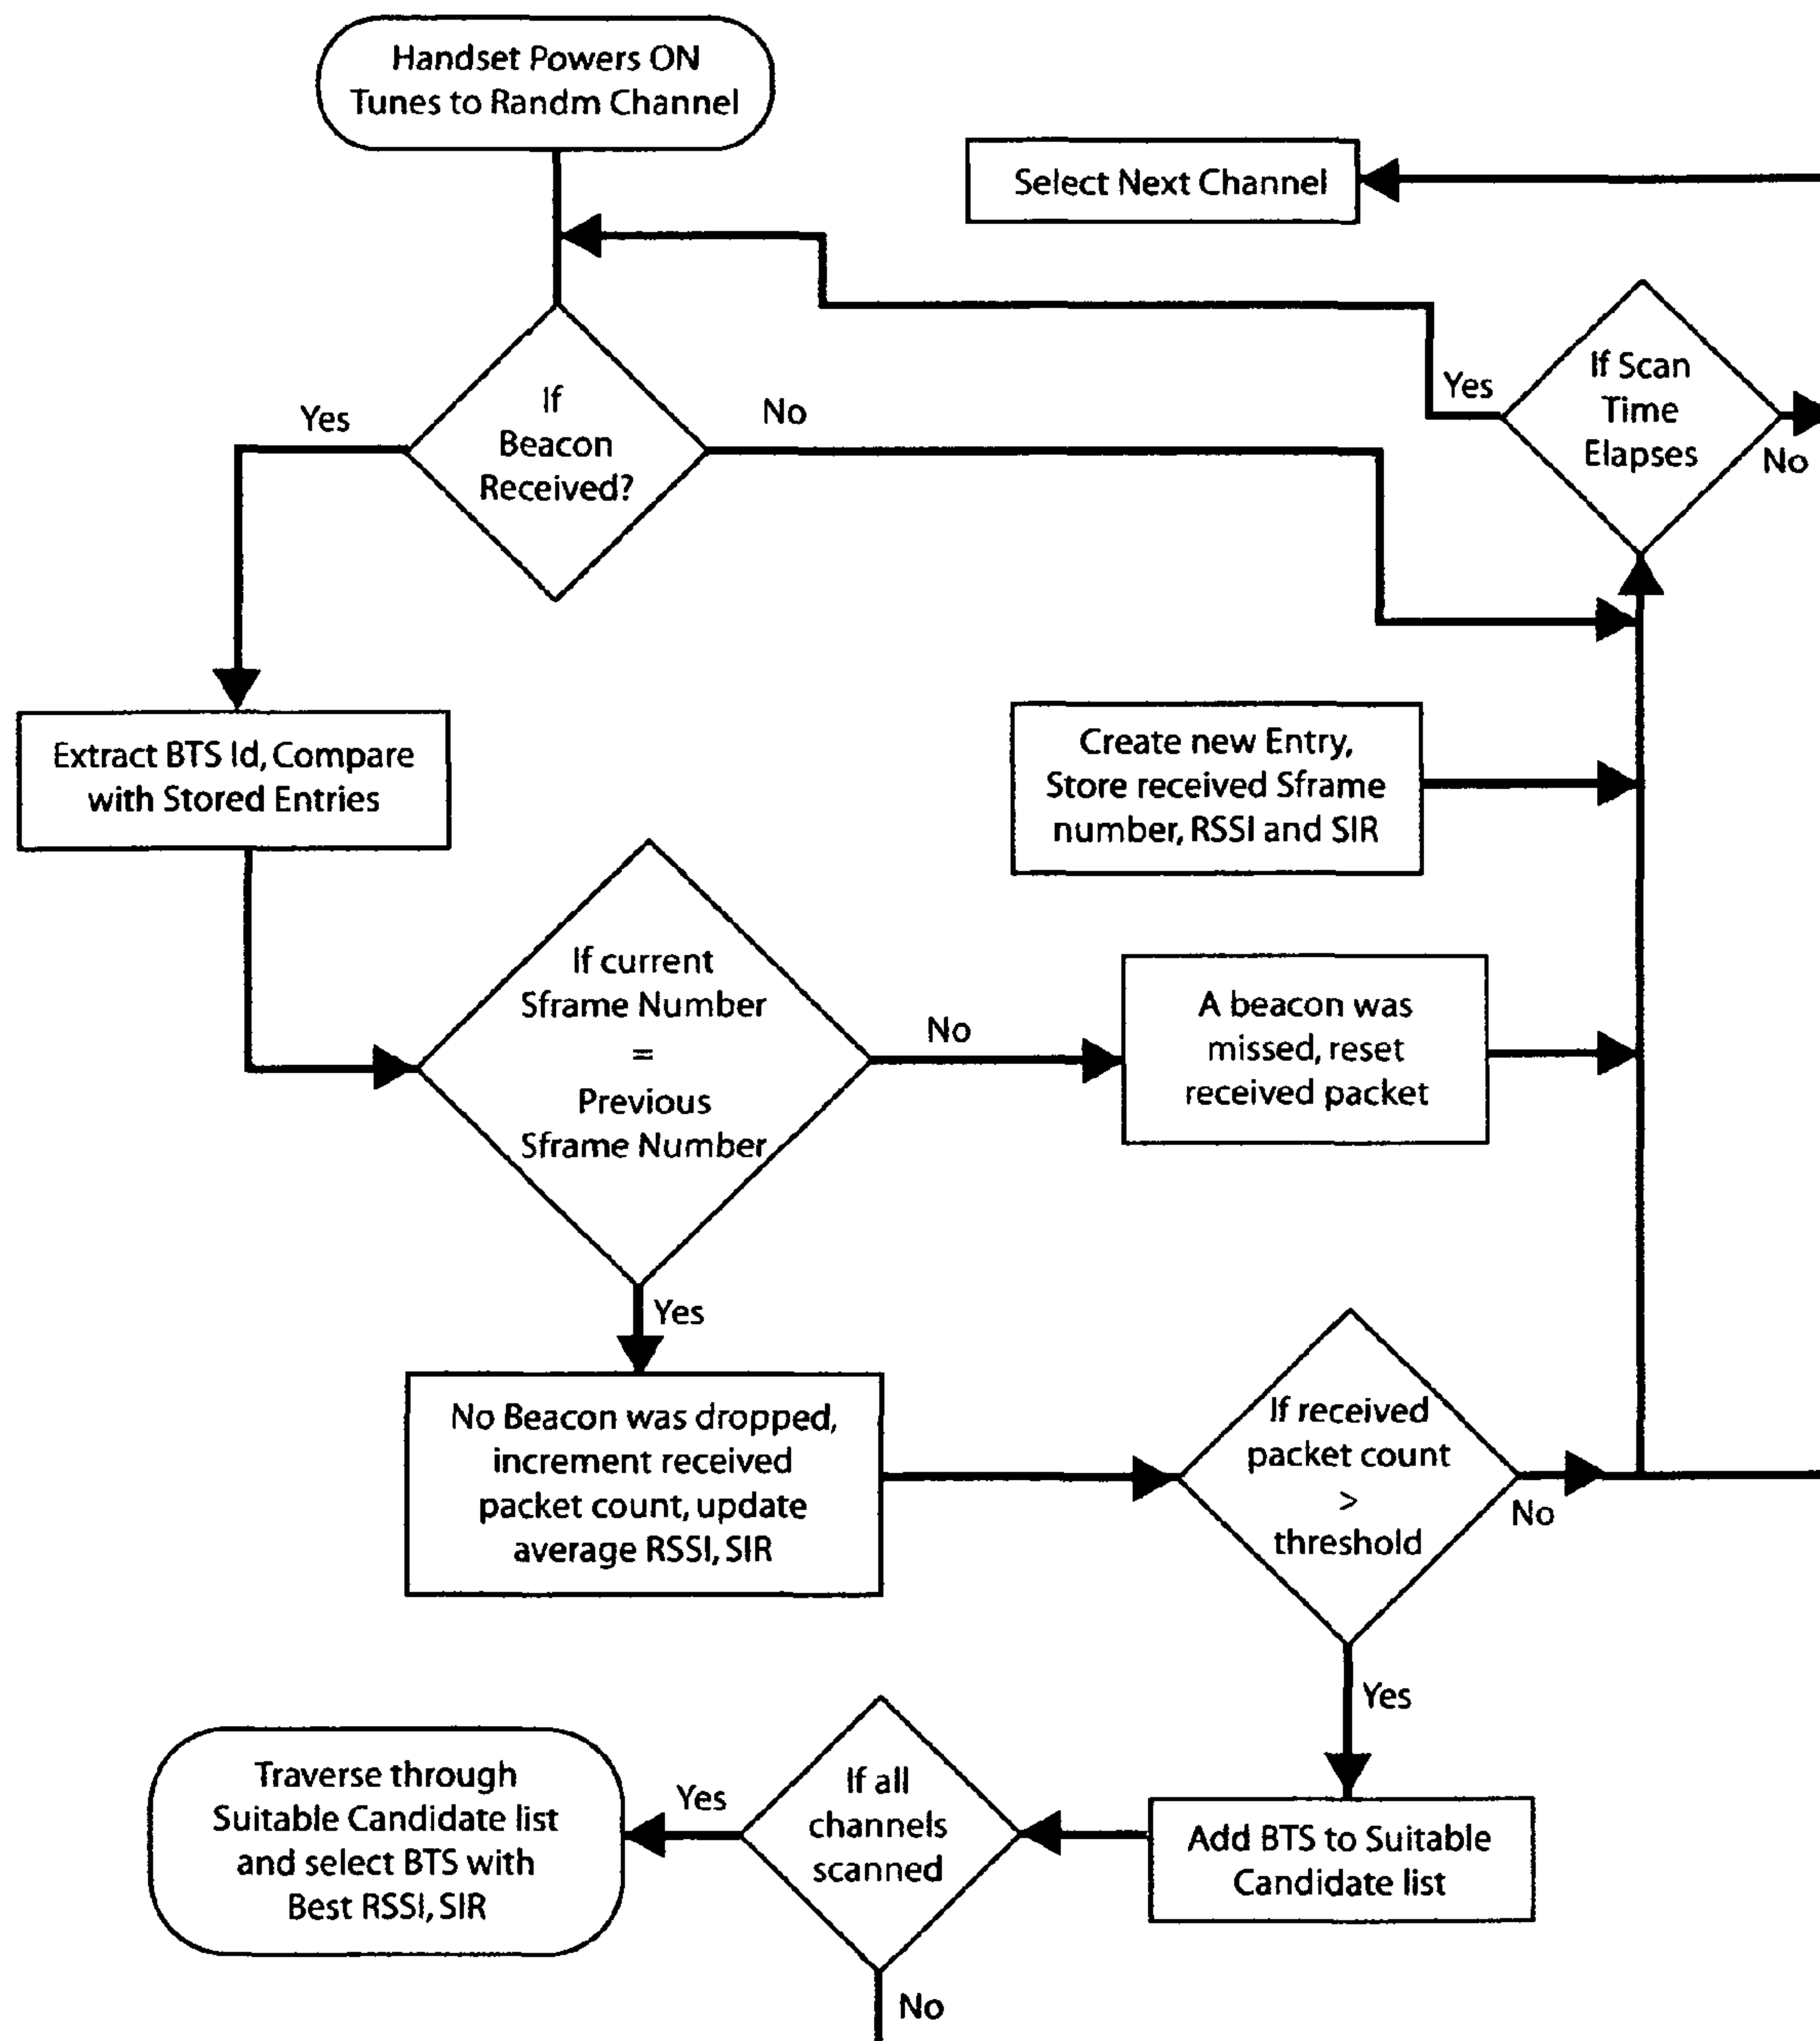 Handset Powers ON
Tunes to Randm Channel
Select Next Channel
If
Beacon
Received?
Yes
No
If Scan
Time
Elapses
Yes
No
Extract BTS Id, Compare
with Stored Entries
Create new Entry,
Store received Sframe
number, RSSI and SIR
If current
Sframe Number
=
Previous
Sframe Number
No
A beacon was
missed, reset
received packet
Yes
No Beacon was dropped,
increment received
packet count, update
average RSSI, SIR
If received
packet count
>
threshold
No
Yes
Traverse through
Suitable Candidate list
and select BTS with
Best RSSI, SIR
Yes
If all
channels
scanned
Add BTS to Suitable
Candidate list
No